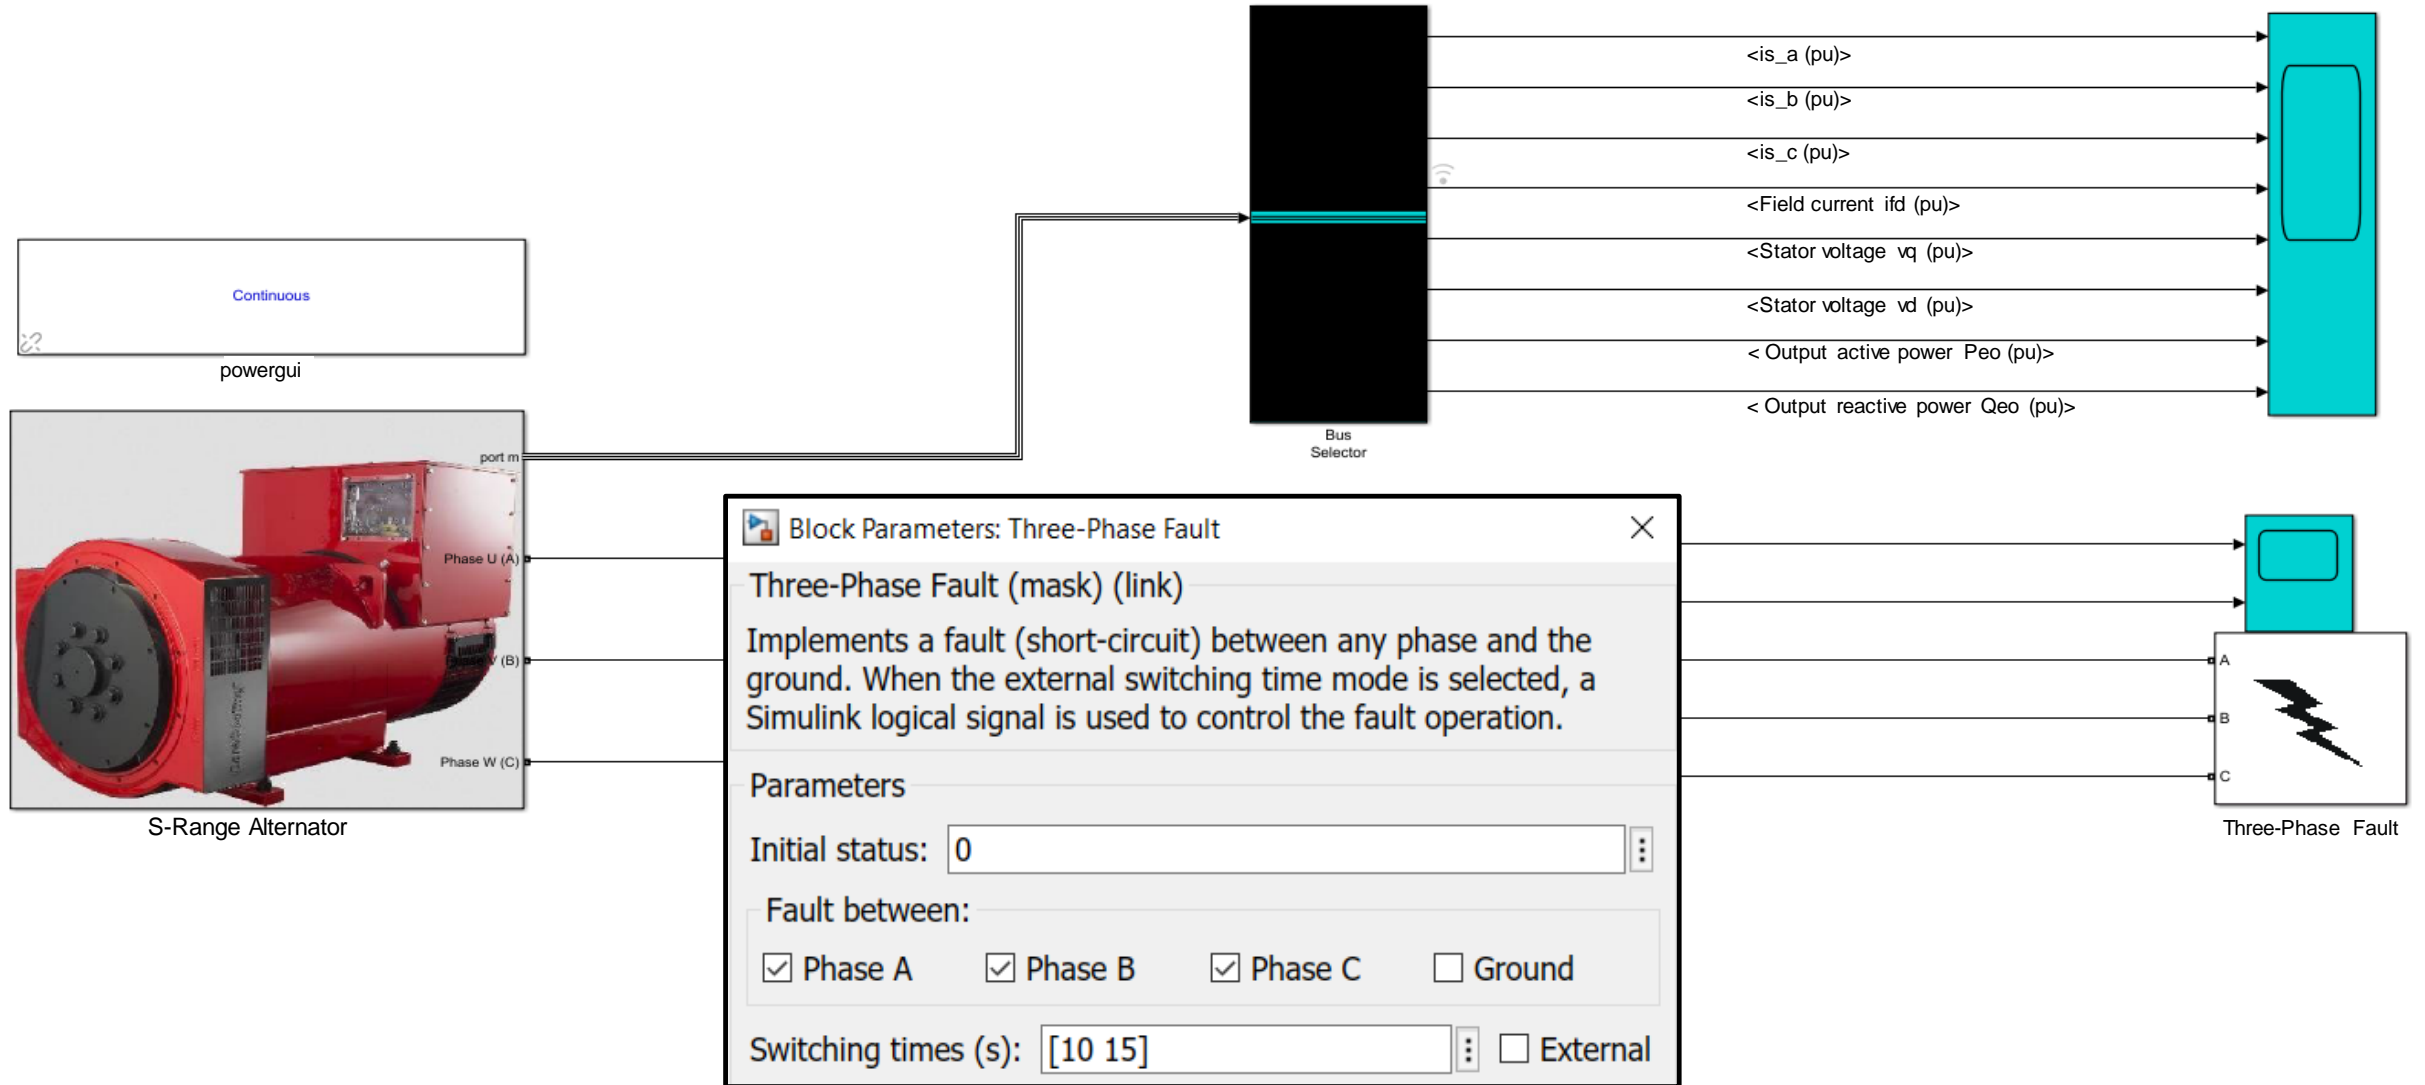 <is_a (pu)>
<is_b (pu)>
<is_c (pu)>
<Field current ifd (pu)>
<Stator voltage vq (pu)>
<Stator voltage vd (pu)>
< Output active power Peo (pu)>
< Output reactive power Qeo (pu)>
Bus
Selector
Continuous
powergui
port m
Phase U (A)
Phase V (B)
Phase W (C)
S-Range Alternator
Block Parameters: Three-Phase Fault
Three-Phase Fault (mask) (link)
Implements a fault (short-circuit) between any phase and the
ground. When the external switching time mode is selected, a
Simulink logical signal is used to control the fault operation.
Parameters
Initial status: 0
Fault between:
Phase A Phase B Phase C Ground
Switching times (s): [10 15] External
A
B
C
Three-Phase Fault